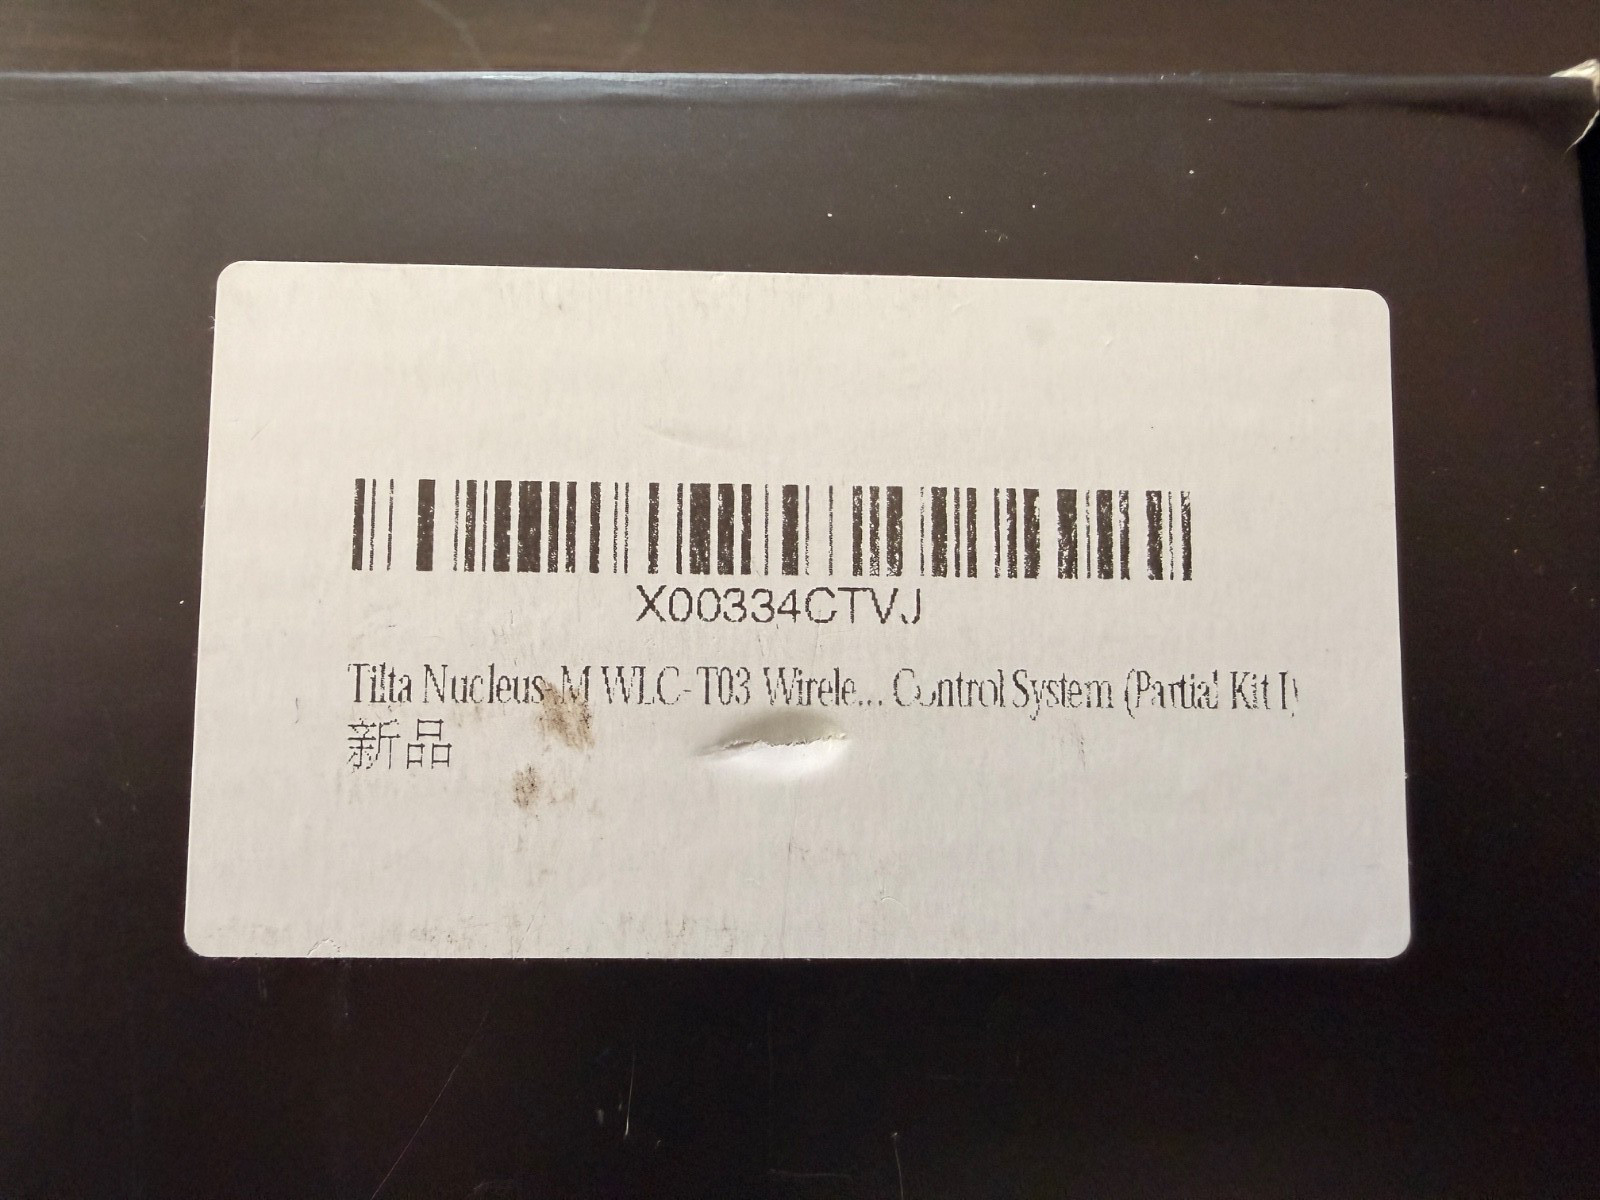 X00334CTVJ
Tilta Nucleus-M WLC-T03 Wirele... Control System (Partial Kit I)
新品